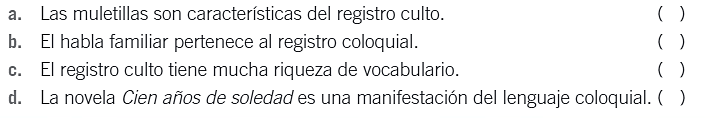 a. Las muletillas son características del registro culto. ( )
b. El habla familiar pertenece al registro coloquial. ( )
c. El registro culto tiene mucha riqueza de vocabulario. ( )
d. La novela Cien años de soledad es una manifestación del lenguaje coloquial. ( )